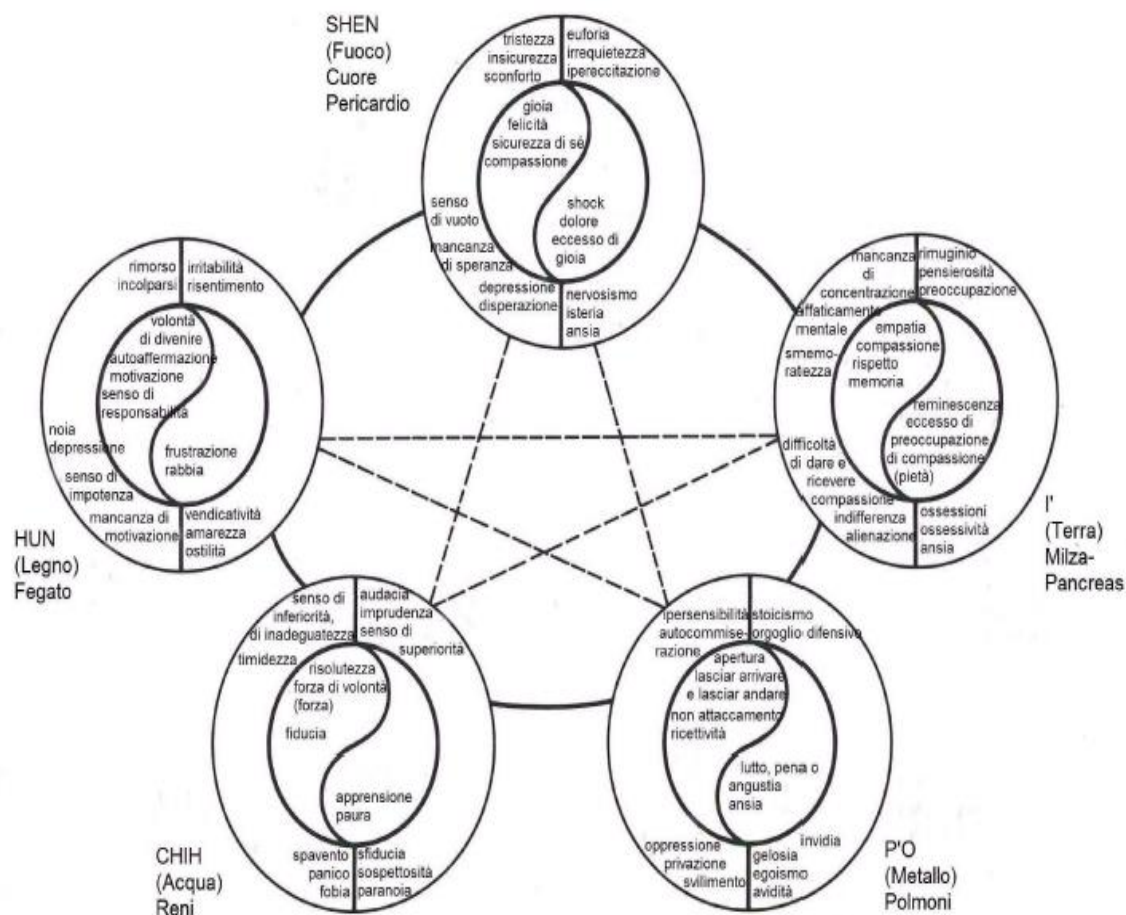 SHEN
(Fuoco)
Cuore
Pericardio
tristezza
insicurezza
sconforto
euforia
irrequietezza
ipereccitazione
gioia
felicità
sicurezza di sè
compassione
shock
dolore
eccesso di
gioia
senso
di vuoto
mancanza
di speranza
depressione
disperazione
nervosismo
isteria
ansia
rimorso
incolparsi
irritabilità
risentimento
volontà
di divenire
autoaffermazione
motivazione
senso di
responsabilità
frustrazione
rabbia
noia
depressione
senso di
impotenza
mancanza di
motivazione
vendicatività
amarezza
ostilità
HUN
(Legno)
Fegato
mancanza
di
concentrazione
affaticamento
mentale
smemo-
ratezza
rimuginio
pensierosità
preoccupazione
empatia
compassione
rispetto
memoria
reminescenza
eccesso di
preoccupazione
di compassione
(pietà)
difficoltà
di dare e
ricevere
compassione
indifferenza
alienazione
ossessioni
ossessività
ansia
I'
(Terra)
Milza-
Pancreas
senso di
inferiorità,
di inadeguatezza
timidezza
audacia
imprudenza
senso di
superiorità
risolutezza
forza di volontà
(forza)
fiducia
apprensione
paura
spavento
panico
fobia
sfiducia
sospettosità
paranoia
CHIH
(Acqua)
Reni
ipersensibilità
autocommise-
razione
stoicismo
orgoglio difensivo
apertura
lasciar arrivare
e lasciar andare
non attaccamento
ricettività
lutto, pena o
angustia
ansia
oppressione
privazione
svilimento
invidia
gelosia
egoismo
avidità
P'O
(Metallo)
Polmoni